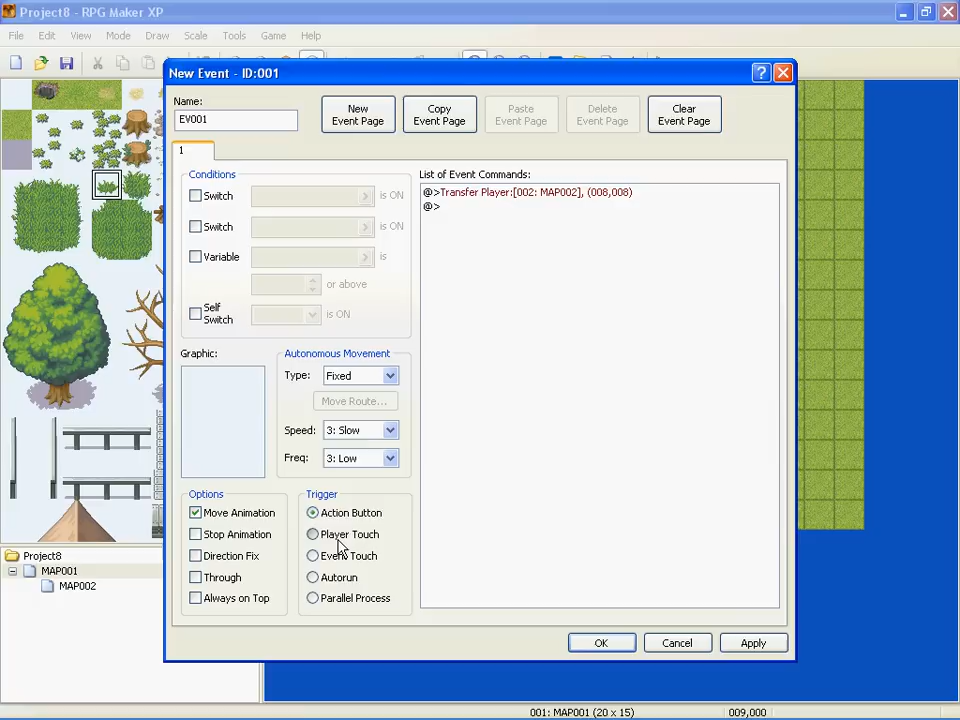 Project8 - RPG Maker XP
File Edit View Mode Draw Scale Tools Game Help
New Event - ID:001
Name:
EV001
New Event Page
Copy Event Page
Paste Event Page
Delete Event Page
Clear Event Page
1
Conditions
Switch is ON
Switch is ON
Variable is
or above
Self Switch is ON
Graphic:
Autonomous Movement
Type: Fixed
Move Route...
Speed: 3: Slow
Freq: 3: Low
Options
Move Animation
Stop Animation
Direction Fix
Through
Always on Top
Trigger
Action Button
Player Touch
Event Touch
Autorun
Parallel Process
List of Event Commands:
@>Transfer Player:[002: MAP002], (008,008)
@>
OK Cancel Apply
Project8
MAP001
MAP002
001: MAP001 (20 x 15) 009,000